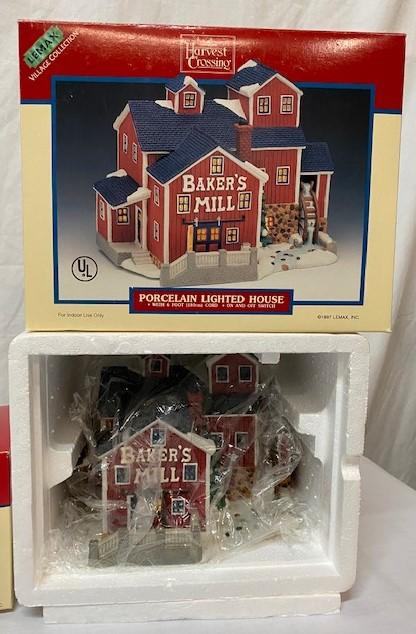 LEMAX
VILLAGE COLLECTION
Harvest
Crossing
BAKER'S
MILL
UL
PORCELAIN LIGHTED HOUSE
• WITH 6 FOOT (180cm) CORD • ON AND OFF SWITCH
For Indoor Use Only
©1997 LEMAX, INC.
BAKER'S
MILL